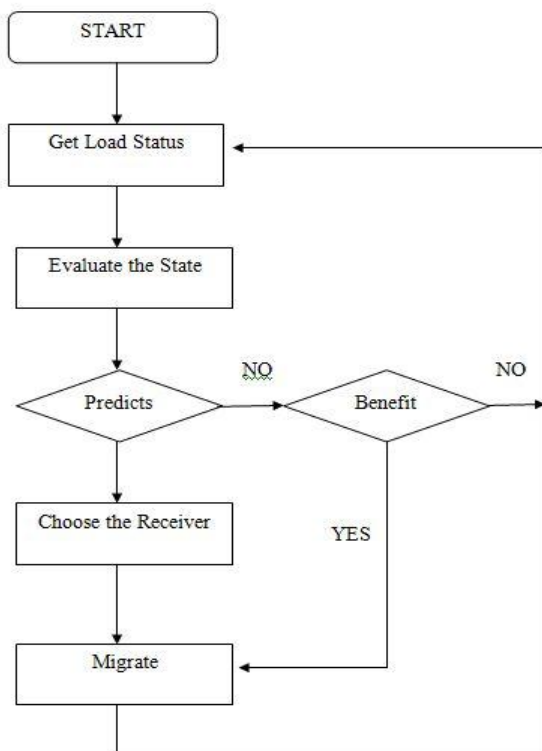 START
Get Load Status
Evaluate the State
NO
NO
Predicts
Benefit
Choose the Receiver
YES
Migrate